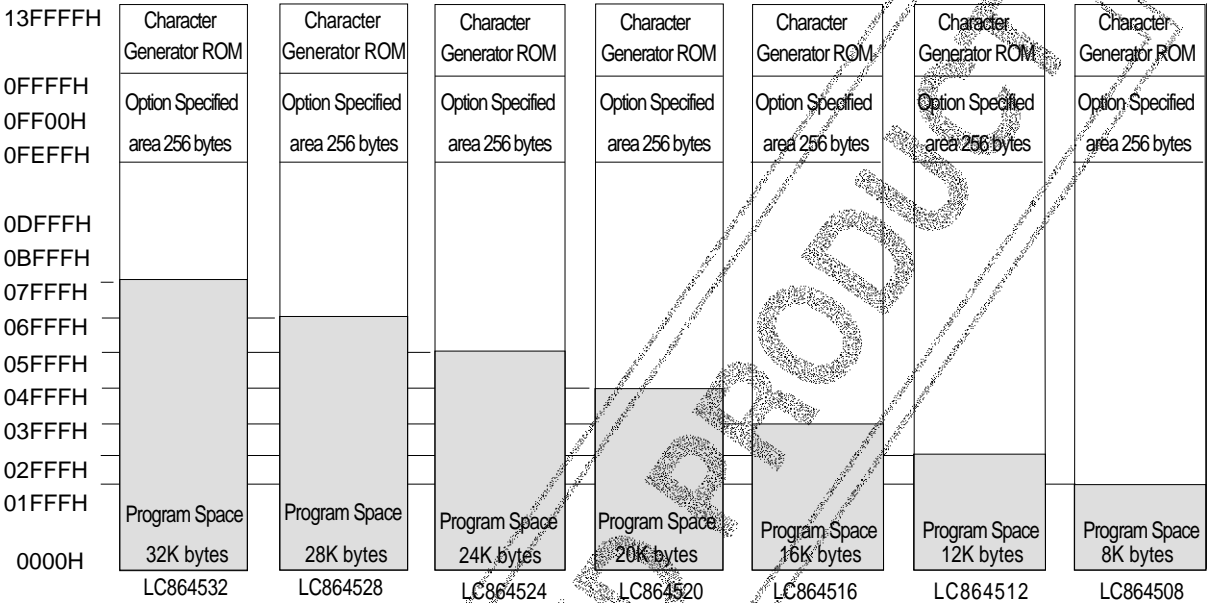 13FFFFH
Character Character Character Character Character Character Character
Generator ROM Generator ROM Generator ROM Generator ROM Generator ROM Generator ROM Generator ROM
0FFFFH
Option Specified Option Specified Option Specified Option Specified Option Specified Option Specified Option Specified
0FF00H
area 256 bytes area 256 bytes area 256 bytes area 256 bytes area 256 bytes area 256 bytes area 256 bytes
0FEFFH
0DFFFH
0BFFFH
07FFFH
06FFFH
05FFFH
04FFFH
03FFFH
02FFFH
01FFFH
Program Space Program Space Program Space Program Space Program Space Program Space Program Space
0000H
32K bytes 28K bytes 24K bytes 20K bytes 16K bytes 12K bytes 8K bytes
LC864532 LC864528 LC864524 LC864520 LC864516 LC864512 LC864508
D PRODUCT